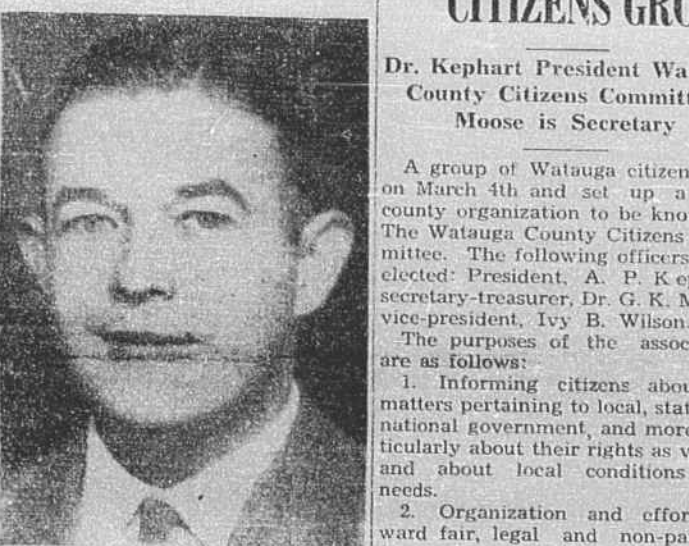 CITIZENS GRO
Dr. Kephart President Wa
County Citizens Committ
Moose is Secretary
A group of Watauga citizen
on March 4th and set up a
county organization to be kno
The Watauga County Citizens
mittee. The following officers
elected: President, A. P. Ke
secretary-treasurer, Dr. G. K. M
vice-president, Ivy B. Wilson.
The purposes of the assoc
are as follows:
1. Informing citizens abou
matters pertaining to local, stat
national government, and more
ticularly about their rights as v
and about local conditions
needs.
2. Organization and effor
ward fair, legal and non-pa